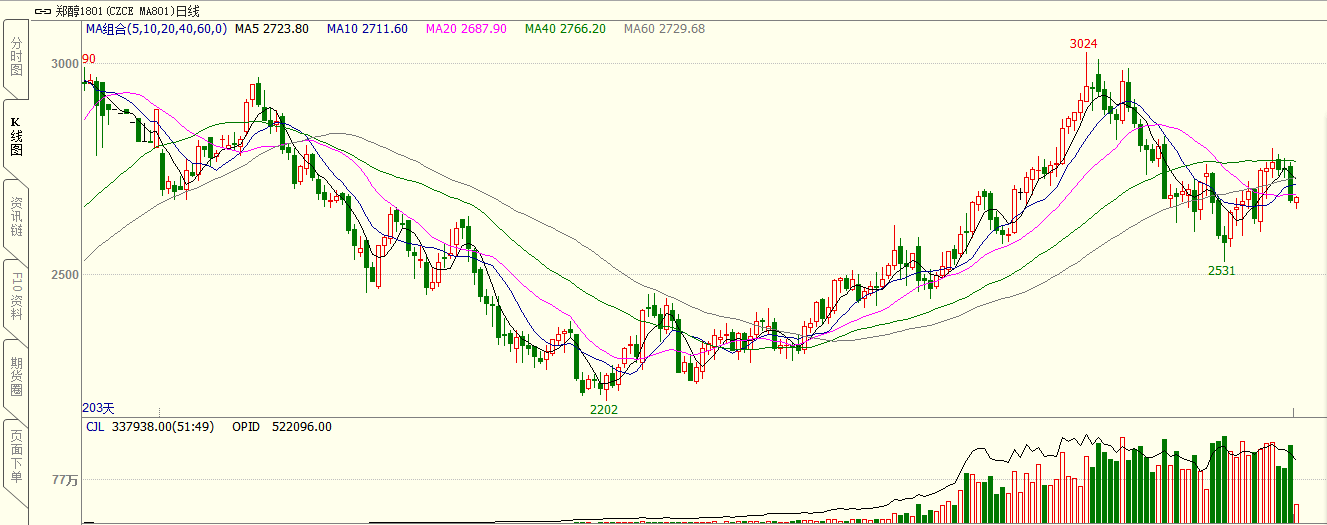 郑醇1801(CZCE MA801)日线
MA组合(5,10,20,40,60,0) MA5 2723.80 MA10 2711.60 MA20 2687.90 MA40 2766.20 MA60 2729.68
分时图
K线图
资讯链
F10资料
期货圈
页面下单
3000
90
3024
2500
2531
2202
203天
CJL 337938.00(51:49) OPID 522096.00
77万